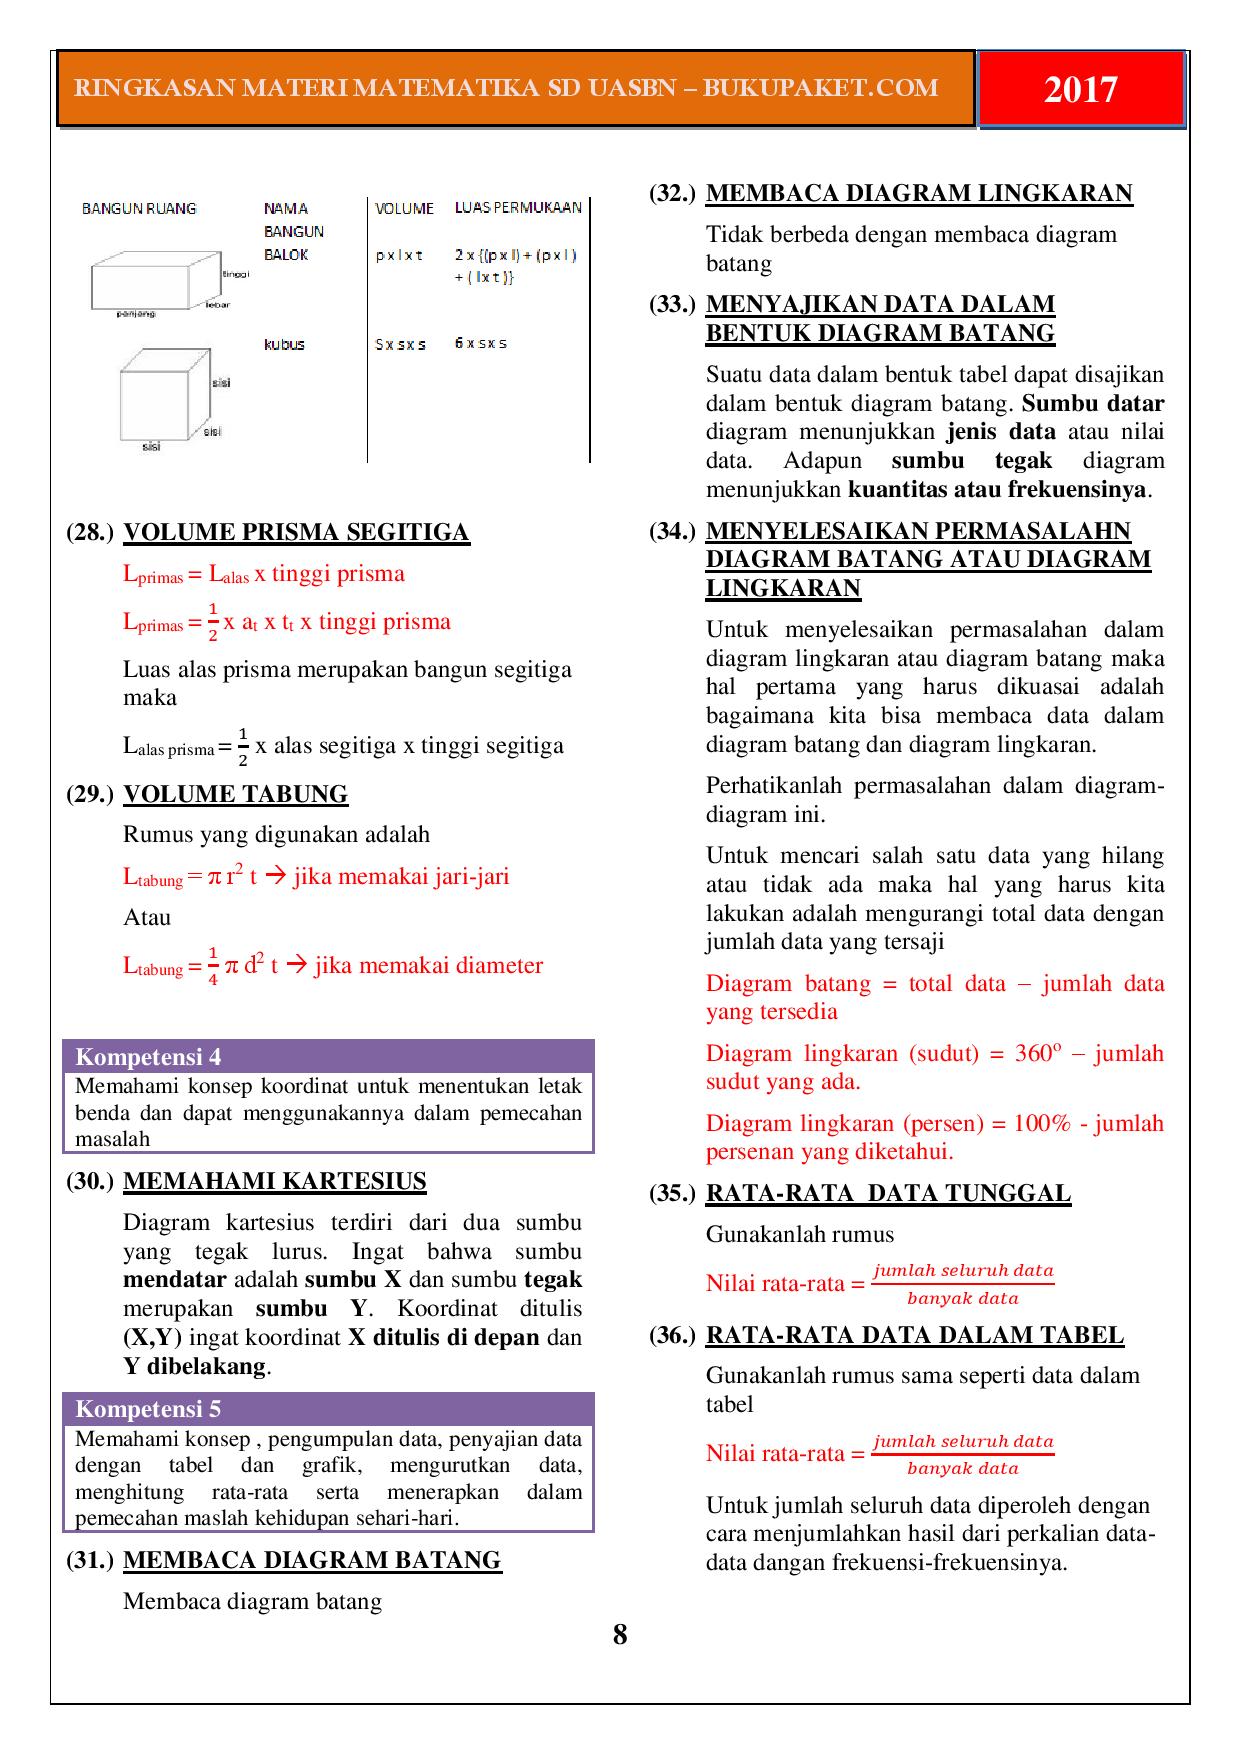 RINGKASAN MATERI MATEMATIKA SD UASBN – BUKUPAKET.COM
2017
BANGUN RUANG
NAMA
BANGUN
VOLUME
LUAS PERMUKAAN
BALOK
p x l x t
2 x {(p x l) + (p x l )
+ ( l x t )}
tinggi
lebar
panjang
kubus
S x s x s
6 x s x s
sisi
sisi
sisi
(28.) VOLUME PRISMA SEGITIGA
Lprimas = Lalas x tinggi prisma
Lprimas = 1/2 x at x tt x tinggi prisma
Luas alas prisma merupakan bangun segitiga
maka
Lalas prisma = 1/2 x alas segitiga x tinggi segitiga
(29.) VOLUME TABUNG
Rumus yang digunakan adalah
Ltabung = π r² t → jika memakai jari-jari
Atau
Ltabung = 1/4 π d² t → jika memakai diameter
Kompetensi 4
Memahami konsep koordinat untuk menentukan letak
benda dan dapat menggunakannya dalam pemecahan
masalah
(30.) MEMAHAMI KARTESIUS
Diagram kartesius terdiri dari dua sumbu
yang tegak lurus. Ingat bahwa sumbu
mendatar adalah sumbu X dan sumbu tegak
merupakan sumbu Y. Koordinat ditulis
(X,Y) ingat koordinat X ditulis di depan dan
Y dibelakang.
Kompetensi 5
Memahami konsep , pengumpulan data, penyajian data
dengan tabel dan grafik, mengurutkan data,
menghitung rata-rata serta menerapkan dalam
pemecahan maslah kehidupan sehari-hari.
(31.) MEMBACA DIAGRAM BATANG
Membaca diagram batang
(32.) MEMBACA DIAGRAM LINGKARAN
Tidak berbeda dengan membaca diagram
batang
(33.) MENYAJIKAN DATA DALAM
BENTUK DIAGRAM BATANG
Suatu data dalam bentuk tabel dapat disajikan
dalam bentuk diagram batang. Sumbu datar
diagram menunjukkan jenis data atau nilai
data. Adapun sumbu tegak diagram
menunjukkan kuantitas atau frekuensinya.
(34.) MENYELESAIKAN PERMASALAHN
DIAGRAM BATANG ATAU DIAGRAM
LINGKARAN
Untuk menyelesaikan permasalahan dalam
diagram lingkaran atau diagram batang maka
hal pertama yang harus dikuasai adalah
bagaimana kita bisa membaca data dalam
diagram batang dan diagram lingkaran.
Perhatikanlah permasalahan dalam diagram-
diagram ini.
Untuk mencari salah satu data yang hilang
atau tidak ada maka hal yang harus kita
lakukan adalah mengurangi total data dengan
jumlah data yang tersaji
Diagram batang = total data – jumlah data
yang tersedia
Diagram lingkaran (sudut) = 360° – jumlah
sudut yang ada.
Diagram lingkaran (persen) = 100% - jumlah
persenan yang diketahui.
(35.) RATA-RATA DATA TUNGGAL
Gunakanlah rumus
Nilai rata-rata = jumlah seluruh data / banyak data
(36.) RATA-RATA DATA DALAM TABEL
Gunakanlah rumus sama seperti data dalam
tabel
Nilai rata-rata = jumlah seluruh data / banyak data
Untuk jumlah seluruh data diperoleh dengan
cara menjumlahkan hasil dari perkalian data-
data dangan frekuensi-frekuensinya.
8